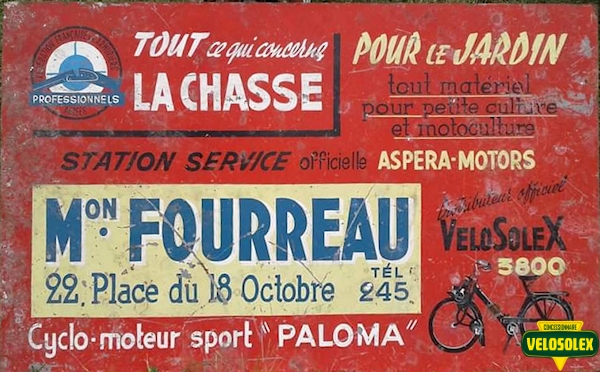 PROFESSIONNELS
TOUT ce qui concerne
LA CHASSE
POUR LE JARDIN
tout matériel
pour petite culture
et motoculture
STATION SERVICE officielle ASPERA-MOTORS
MON. FOURREAU
22, Place du 18 Octobre TÉL 245
Cyclo-moteur sport "PALOMA"
Distributeur officiel
VELOSOLEX
3800
CONCESSIONNAIRE
VELOSOLEX